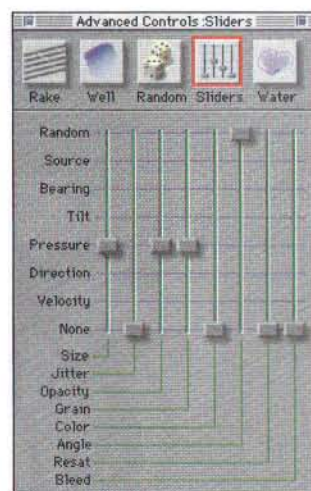 Advanced Controls :Sliders
Rake Well Random Sliders Water
Random
Source
Bearing
Tilt
Pressure
Direction
Velocity
None
Size
Jitter
Opacity
Grain
Color
Angle
Resat
Bleed